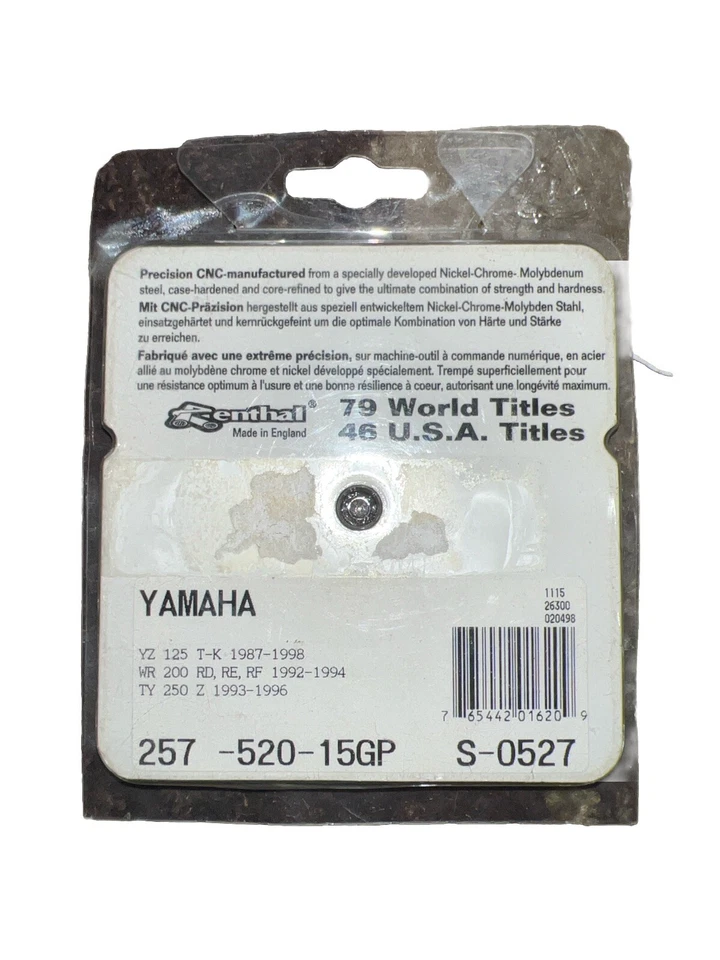 Precision CNC-manufactured from a specially developed Nickel-Chrome- Molybdenum
steel, case-hardened and core-refined to give the ultimate combination of strength and hardness.
Mit CNC-Präzision hergestellt aus speziell entwickeltem Nickel-Chrome-Molybden Stahl,
einsatzgehärtet und kernrückgefeint um die optimale Kombination von Härte und Stärke
zu erreichen.
Fabriqué avec une extrême précision, sur machine-outil à commande numérique, en acier
allié au molybdène chrome et nickel développé spécialement. Trempé superficiellement pour
une résistance optimum à l'usure et une bonne résilience à coeur, autorisant une longévité maximum.
Renthal®
Made in England
79 World Titles
46 U.S.A. Titles
YAMAHA
1115
26300
020498
YZ 125 T-K 1987-1998
WR 200 RD, RE, RF 1992-1994
TY 250 Z 1993-1996
7 65442 01620 9
257 -520-15GP S-0527